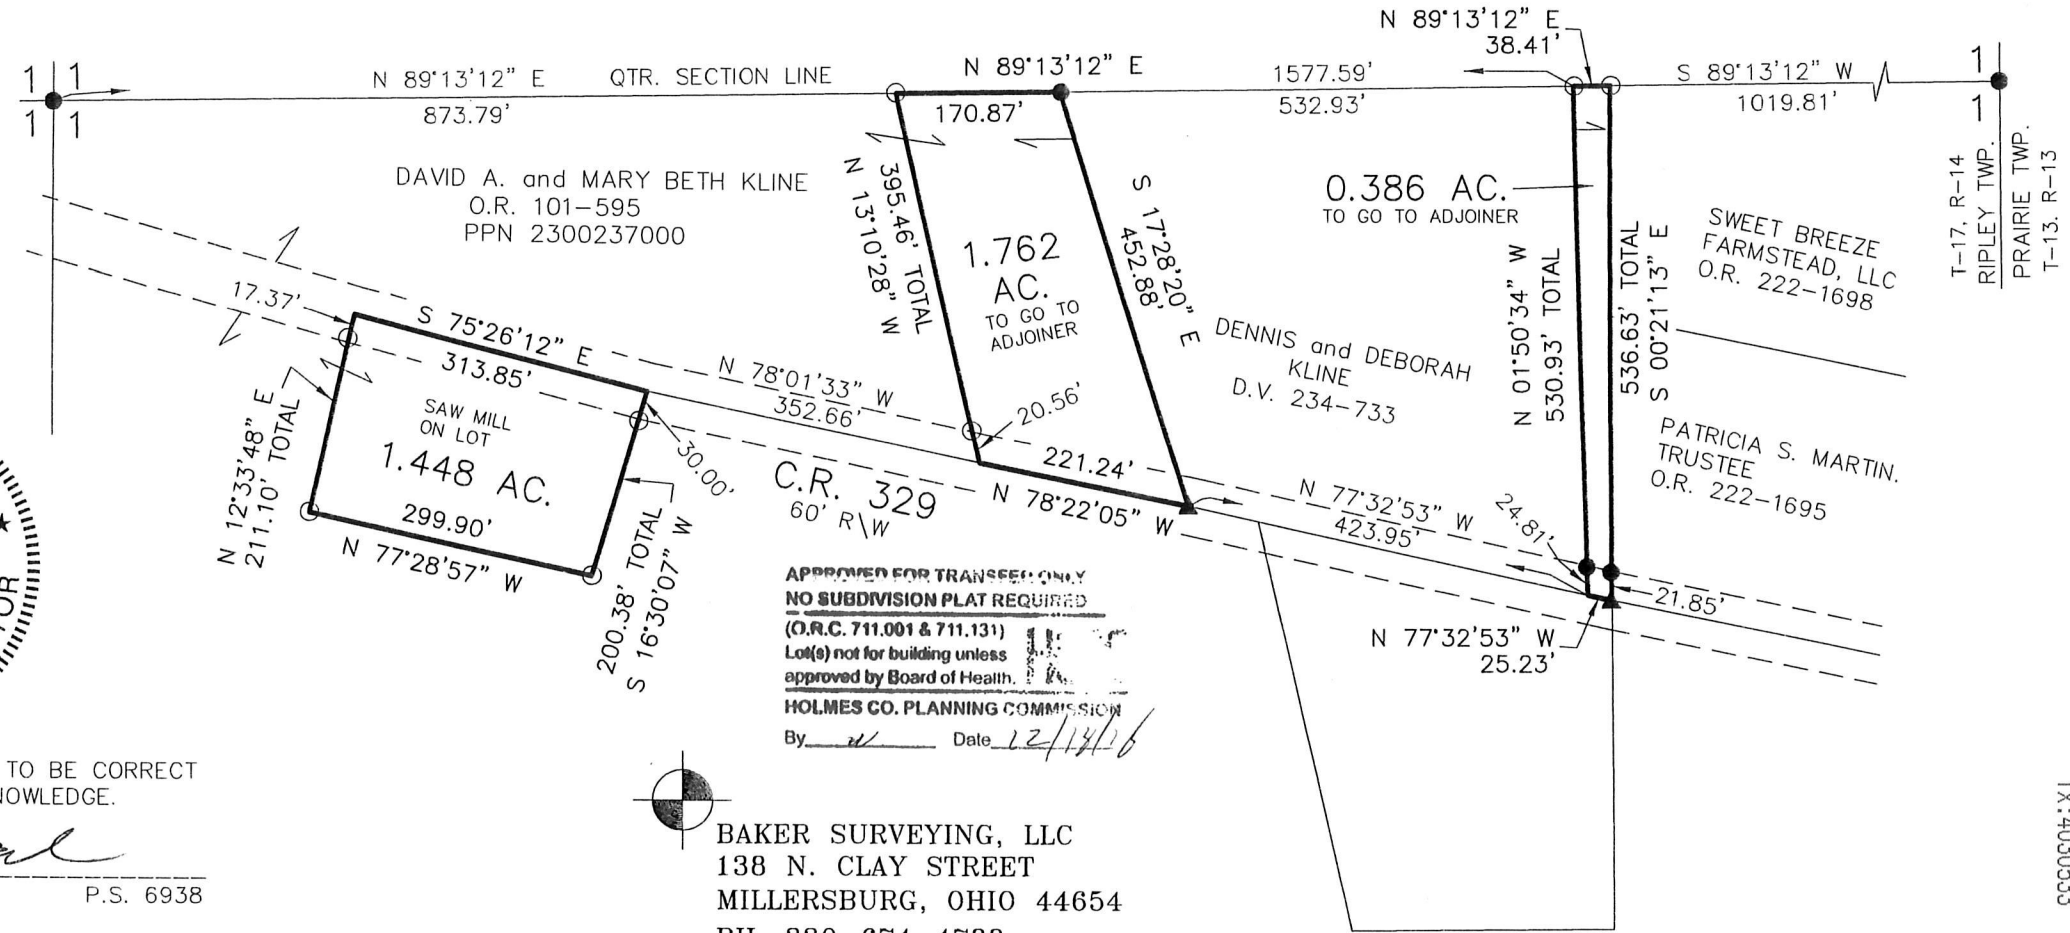 N 89°13'12" E
38.41'
1 1
1 1
N 89°13'12" E QTR. SECTION LINE
873.79'
N 89°13'12" E
170.87'
1577.59'
532.93'
S 89°13'12" W
1019.81'
1
1
T-17, R-14
RIPLEY TWP.
PRAIRIE TWP.
T-13, R-13
DAVID A. and MARY BETH KLINE
O.R. 101-595
PPN 2300237000
395.46' TOTAL
N 13°10'28" W
1.762
AC.
TO GO TO
ADJOINER
S 17°28'20" E
452.88'
0.386 AC.
TO GO TO ADJOINER
N 01°50'34" W
530.93' TOTAL
536.63' TOTAL
S 00°21'13" E
SWEET BREEZE
FARMSTEAD, LLC
O.R. 222-1698
DENNIS and DEBORAH
KLINE
D.V. 234-733
PATRICIA S. MARTIN.
TRUSTEE
O.R. 222-1695
17.37'
S 75°26'12" E
313.85'
SAW MILL
ON LOT
1.448 AC.
299.90'
N 77°28'57" W
N 12°33'48" E
211.10' TOTAL
30.00'
200.38' TOTAL
S 16°30'07" W
N 78°01'33" W
352.66'
20.56'
221.24'
N 78°22'05" W
C.R. 329
60' R\W
N 77°32'53" W
423.95'
24.81'
21.85'
N 77°32'53" W
25.23'
APPROVED FOR TRANSFER ONLY
NO SUBDIVISION PLAT REQUIRED
(O.R.C. 711.001 & 711.131)
Lot(s) not for building unless
approved by Board of Health.
HOLMES CO. PLANNING COMMISSION
By Date 12/14/16
OR
TO BE CORRECT
NOWLEDGE.
P.S. 6938
BAKER SURVEYING, LLC
138 N. CLAY STREET
MILLERSBURG, OHIO 44654